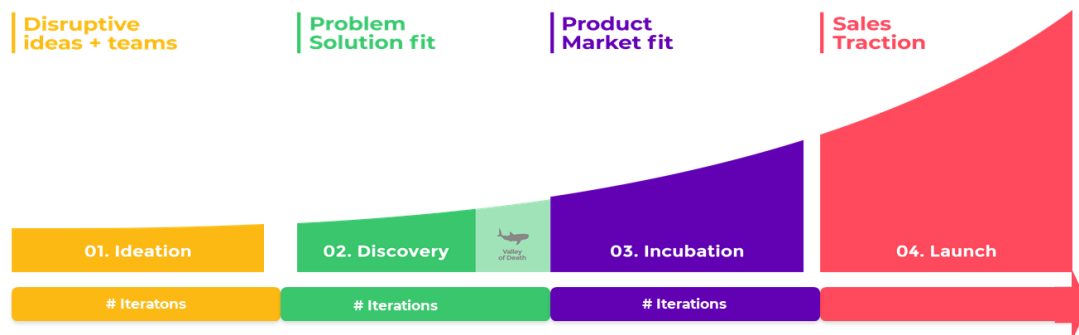 Disruptive
ideas + teams
Problem
Solution fit
Product
Market fit
Sales
Traction
01. Ideation
02. Discovery
Valley
of Death
03. Incubation
04. Launch
# Iteratons
# Iterations
# Iterations